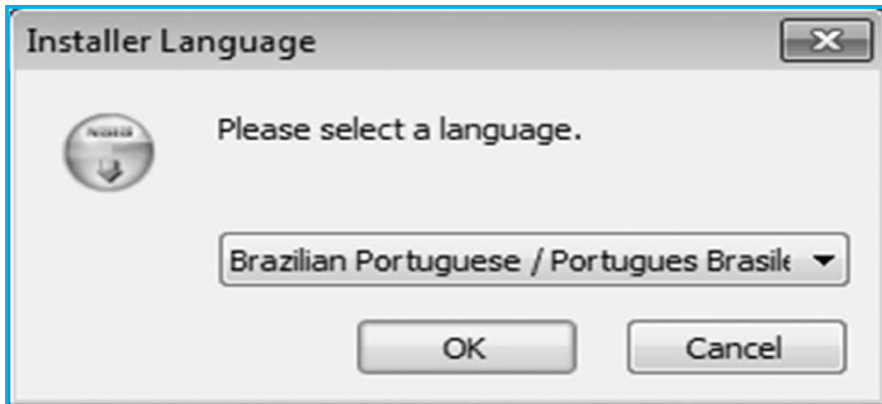 Installer Language
Please select a language.
Brazilian Portuguese / Portugues Brasile
OK
Cancel